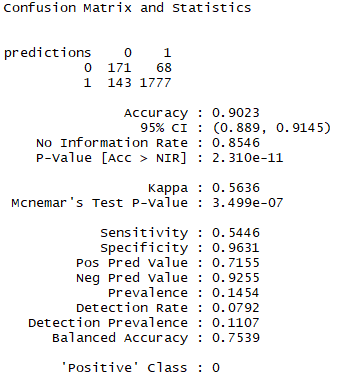 Confusion Matrix and Statistics
predictions 0 1
0 171 68
1 143 1777
Accuracy : 0.9023
95% CI : (0.889, 0.9145)
No Information Rate : 0.8546
P-Value [Acc > NIR] : 2.310e-11
Kappa : 0.5636
Mcnemar's Test P-Value : 3.499e-07
Sensitivity : 0.5446
Specificity : 0.9631
Pos Pred Value : 0.7155
Neg Pred Value : 0.9255
Prevalence : 0.1454
Detection Rate : 0.0792
Detection Prevalence : 0.1107
Balanced Accuracy : 0.7539
'Positive' Class : 0